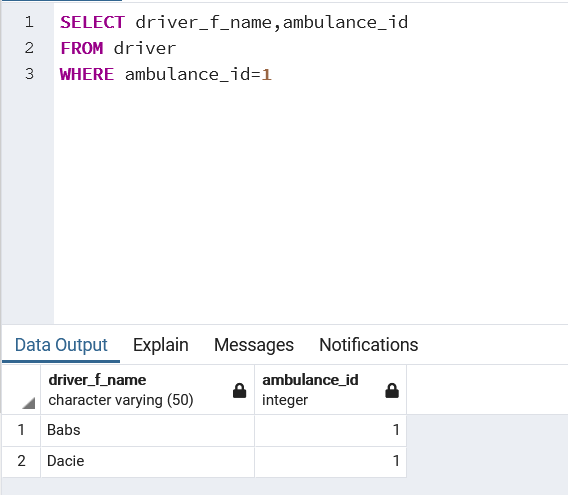 1 SELECT driver_f_name,ambulance_id
2 FROM driver
3 WHERE ambulance_id=1
Data Output Explain Messages Notifications
driver_f_name ambulance_id
character varying (50) integer
1 Babs 1
2 Dacie 1